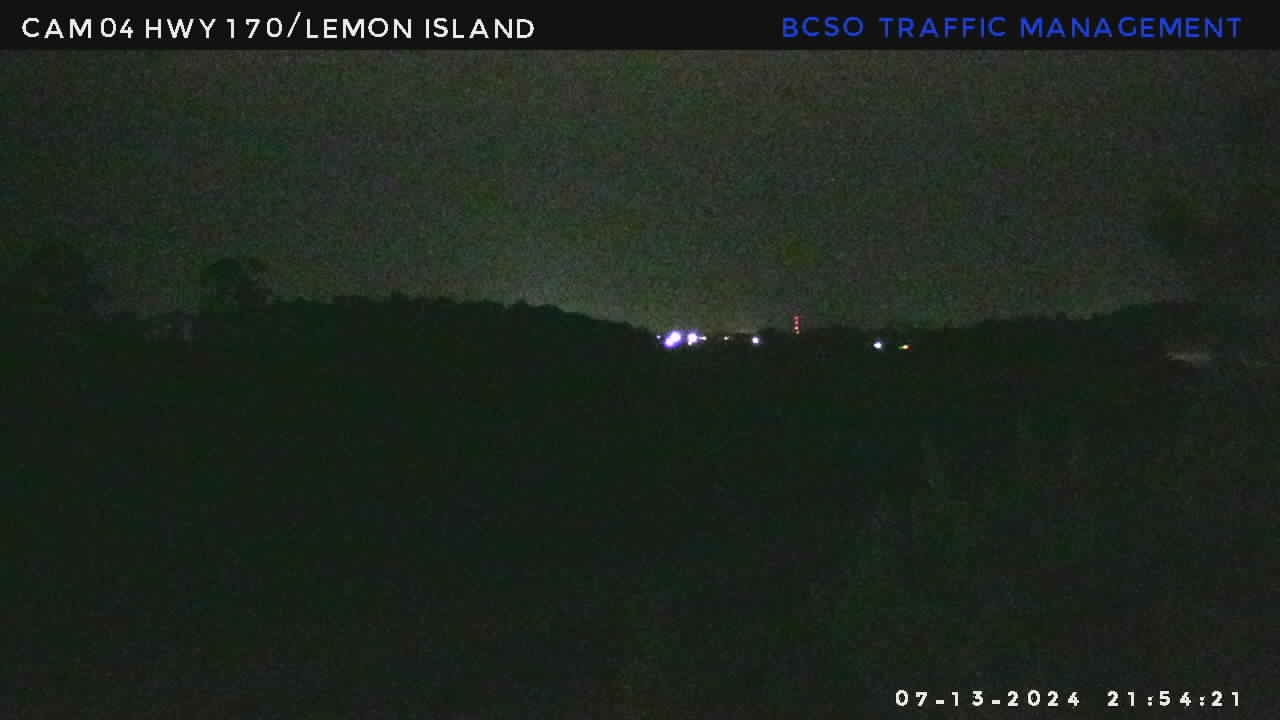 CAM04 HWY 170/LEMON ISLAND
BCSO TRAFFIC MANAGEMENT
07-13-2024 21:54:21